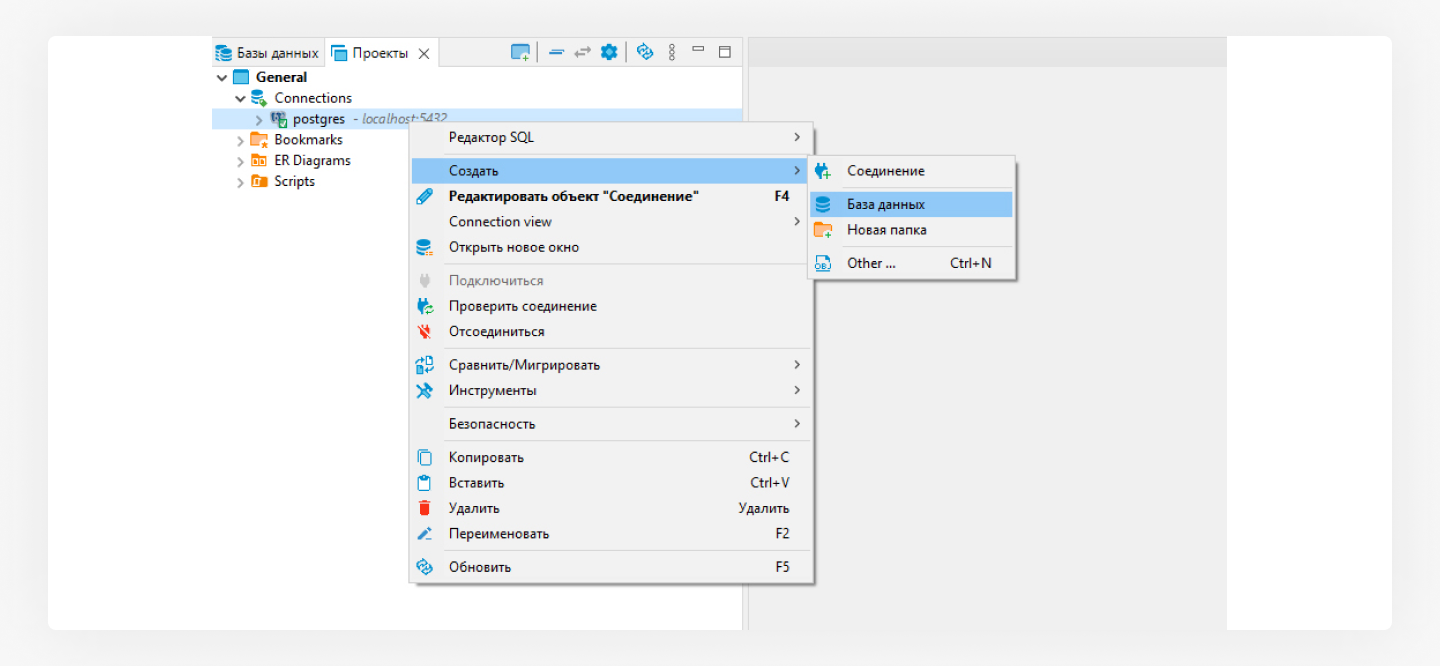 Базы данных Проекты
General
Connections
postgres - localhost:5432
Bookmarks
ER Diagrams
Scripts
Редактор SQL
Создать
Редактировать объект "Соединение" F4
Connection view
Открыть новое окно
Подключиться
Проверить соединение
Отсоединиться
Сравнить/Мигрировать
Инструменты
Безопасность
Копировать Ctrl+C
Вставить Ctrl+V
Удалить Удалить
Переименовать F2
Обновить F5
Соединение
База данных
Новая папка
Other ... Ctrl+N